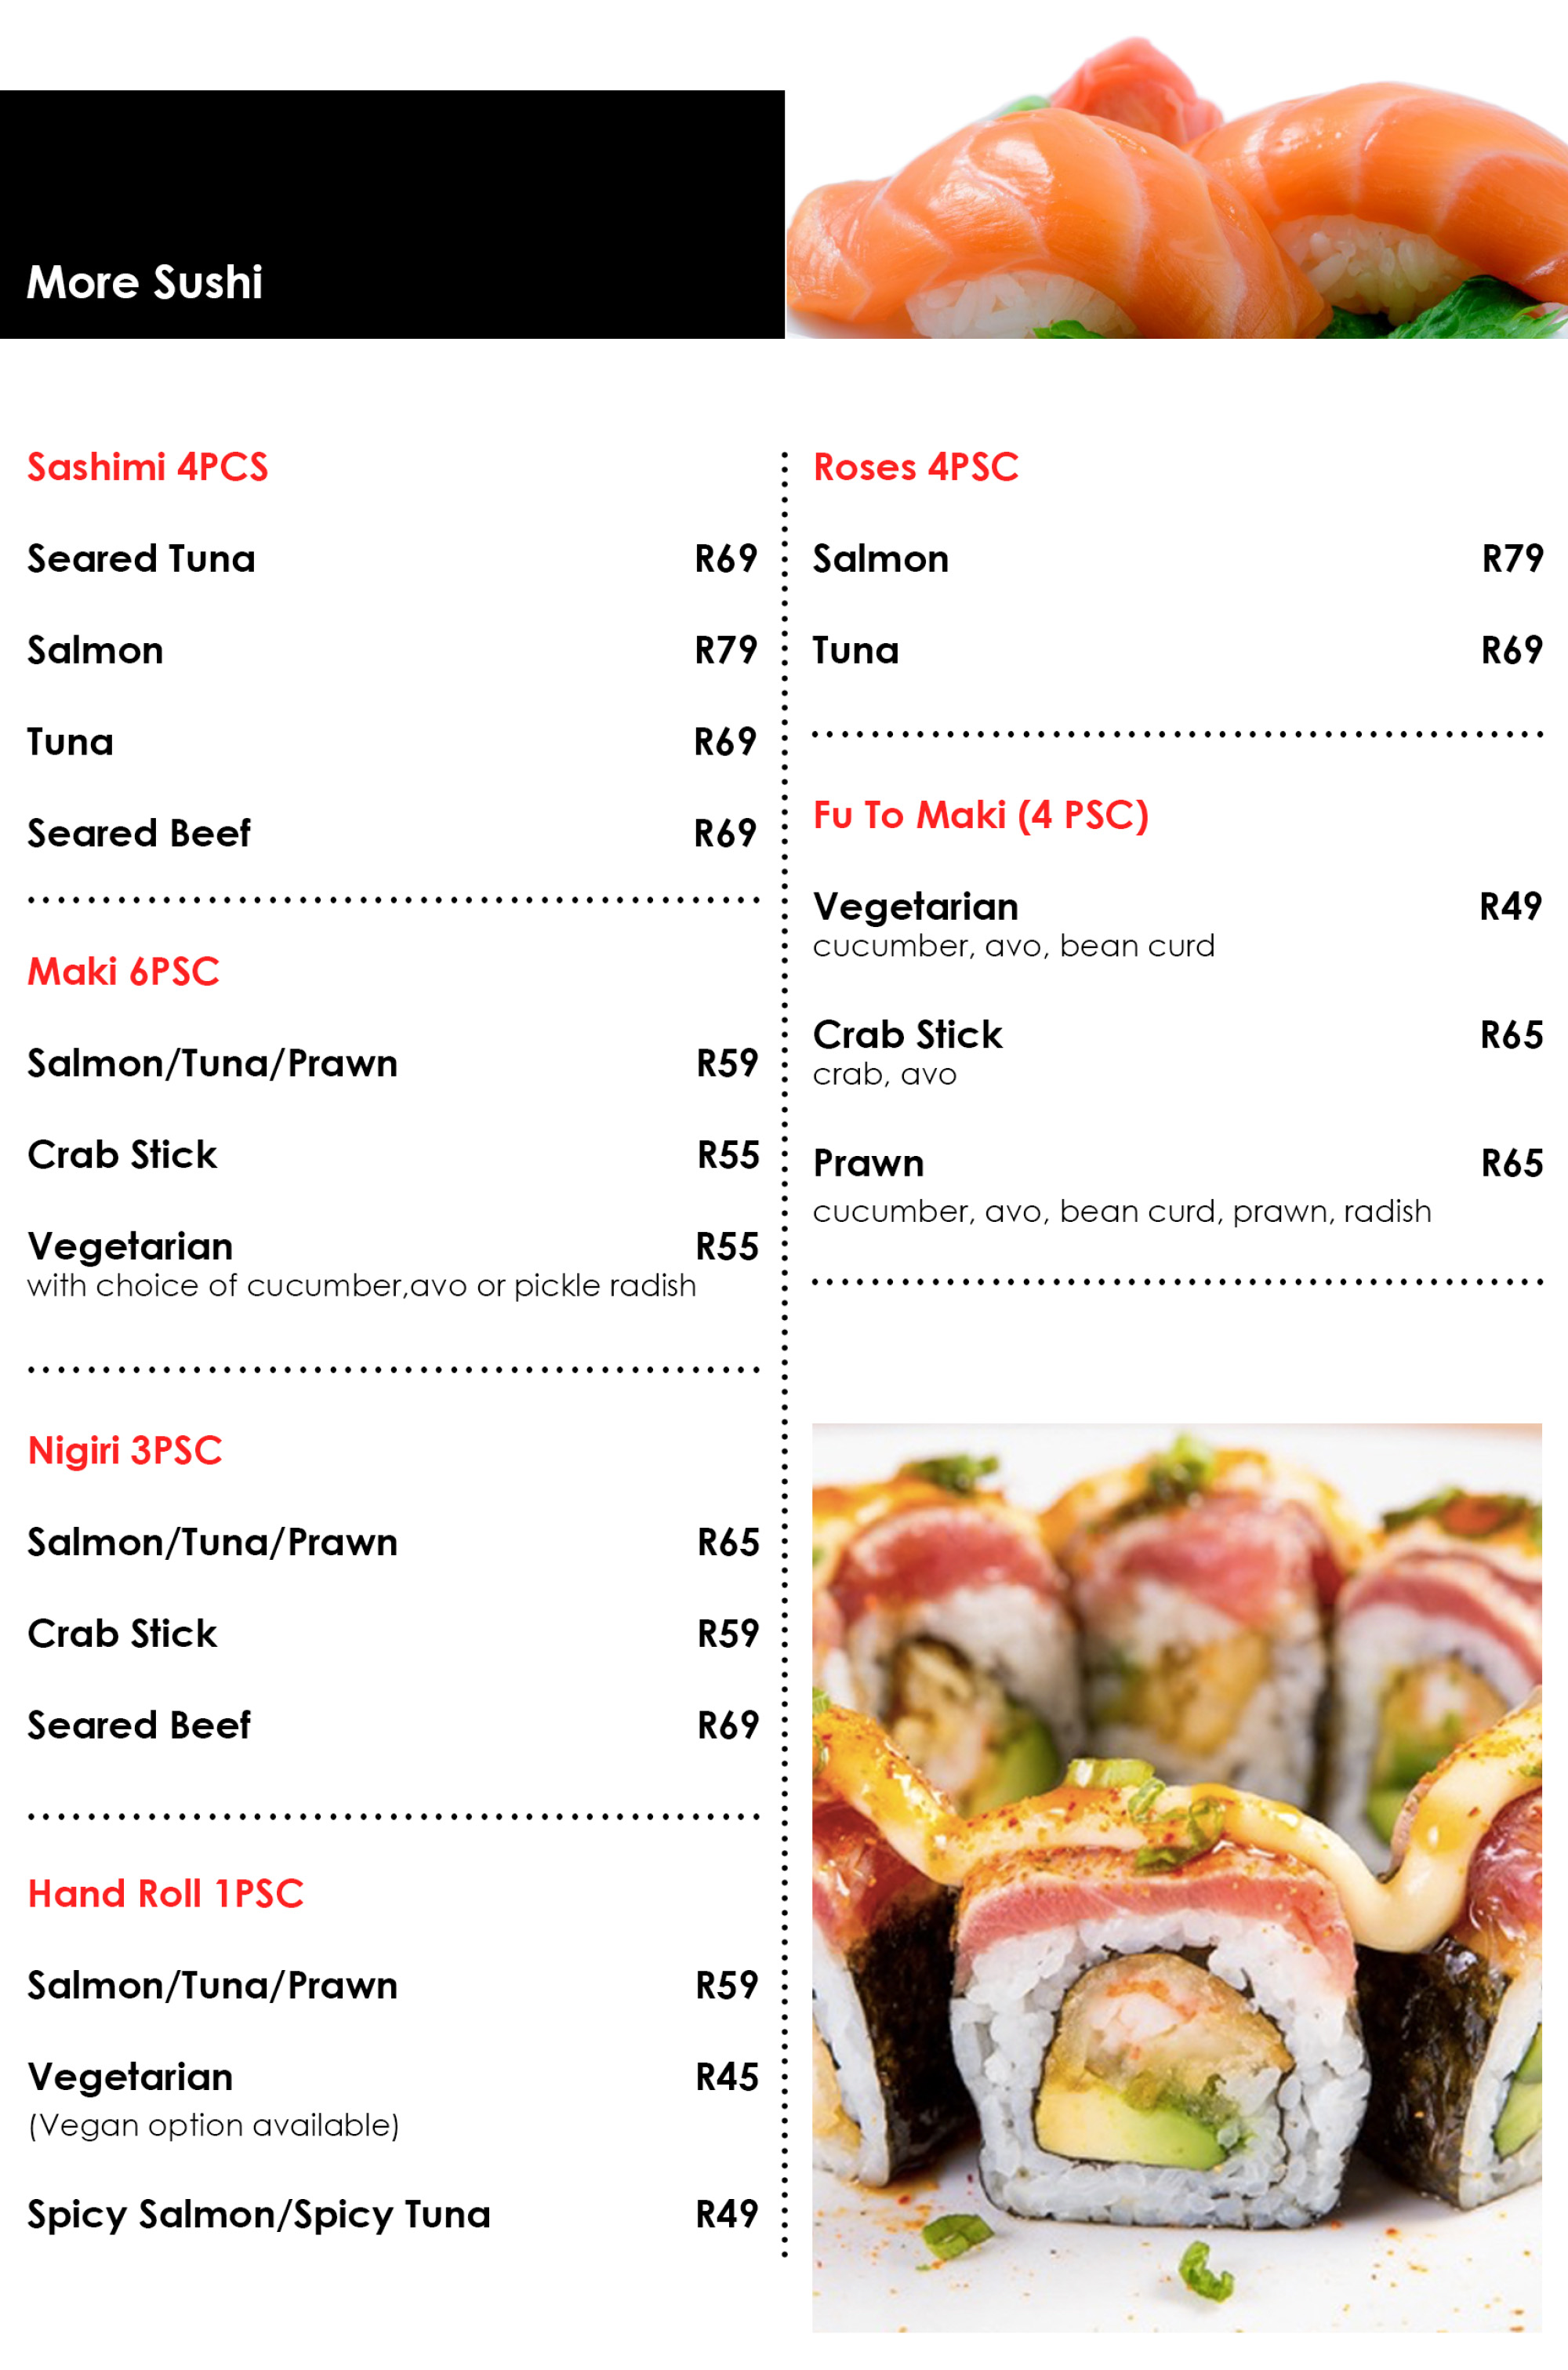 More Sushi
Sashimi 4PCS
Seared Tuna R69
Salmon R79
Tuna R69
Seared Beef R69
Maki 6PSC
Salmon/Tuna/Prawn R59
Crab Stick R55
Vegetarian R55
with choice of cucumber,avo or pickle radish
Nigiri 3PSC
Salmon/Tuna/Prawn R65
Crab Stick R59
Seared Beef R69
Hand Roll 1PSC
Salmon/Tuna/Prawn R59
Vegetarian R45
(Vegan option available)
Spicy Salmon/Spicy Tuna R49
Roses 4PSC
Salmon R79
Tuna R69
Fu To Maki (4 PSC)
Vegetarian R49
cucumber, avo, bean curd
Crab Stick R65
crab, avo
Prawn R65
cucumber, avo, bean curd, prawn, radish